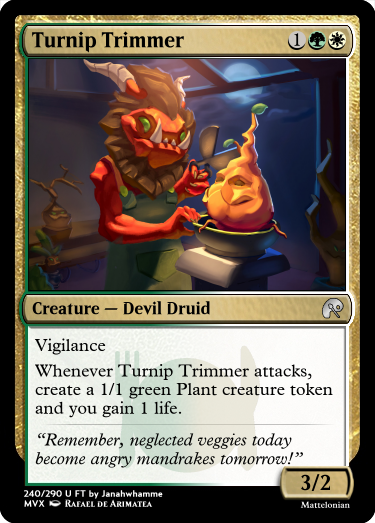 Turnip Trimmer 1
Creature — Devil Druid
Vigilance
Whenever Turnip Trimmer attacks,
create a 1/1 green Plant creature token
and you gain 1 life.
“Remember, neglected veggies today
become angry mandrakes tomorrow!”
3/2
240/290 U FT by Janahwhamme
MVX Rafael de Arimatea
Mattelonian